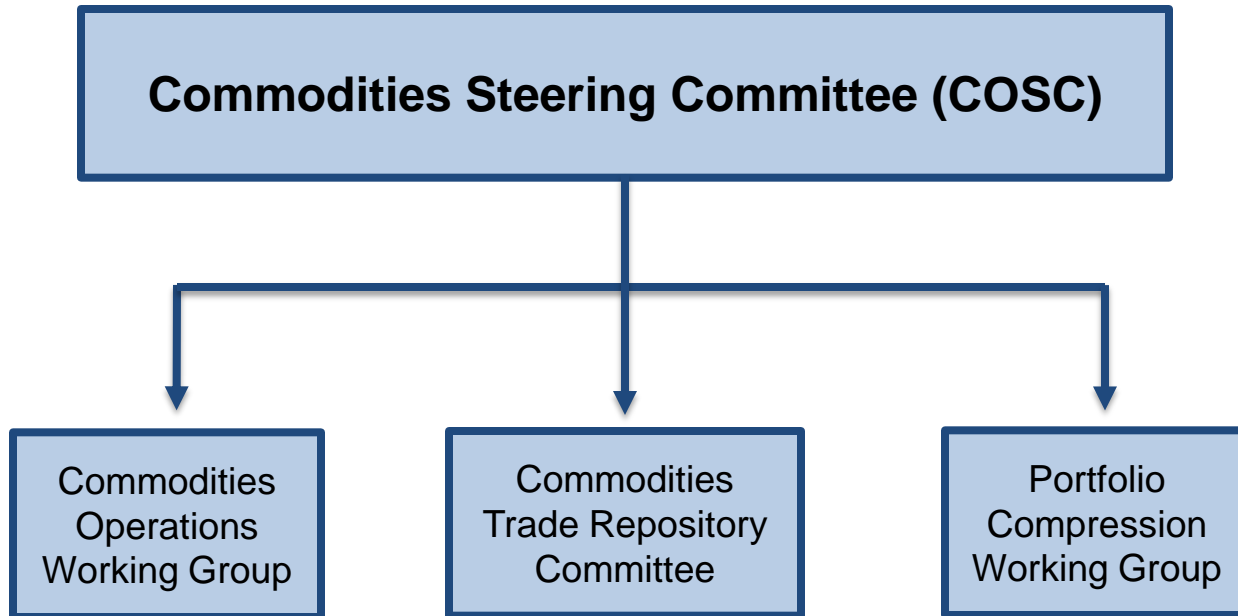 Commodities Steering Committee (COSC)
Commodities
Operations
Working Group
Commodities
Trade Repository
Committee
Portfolio
Compression
Working Group